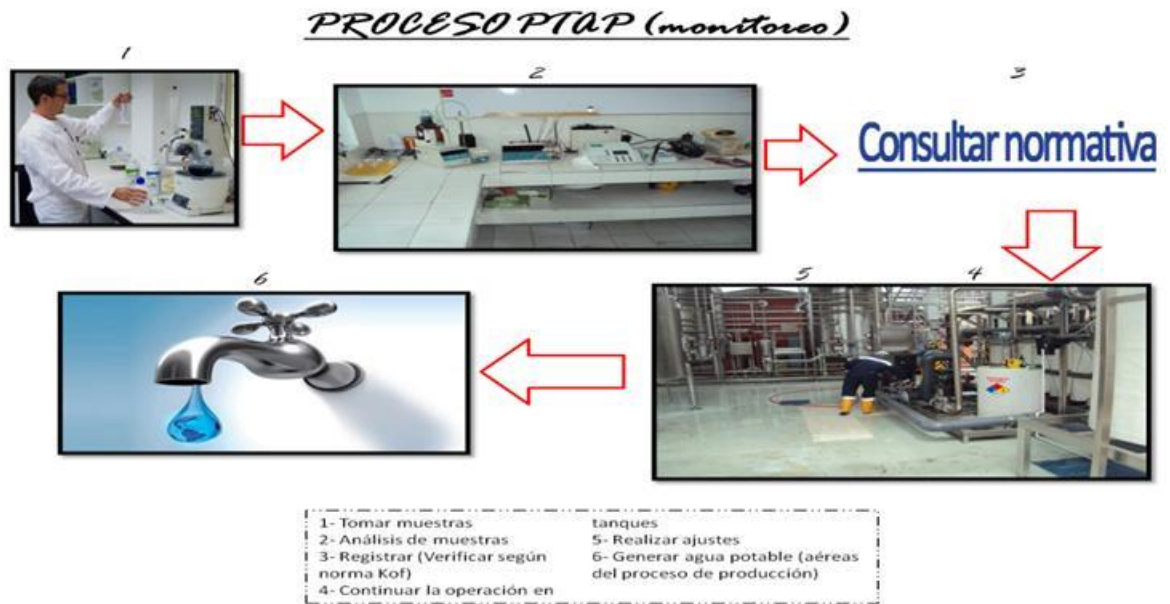 PROCESO PTAP (monitoreo)
1
2
3
Consultar normativa
6
5
4
1- Tomar muestras
2- Análisis de muestras
3- Registrar (Verificar según
norma Kof)
4- Continuar la operación en
tanques
5- Realizar ajustes
6- Generar agua potable (aéreas
del proceso de producción)